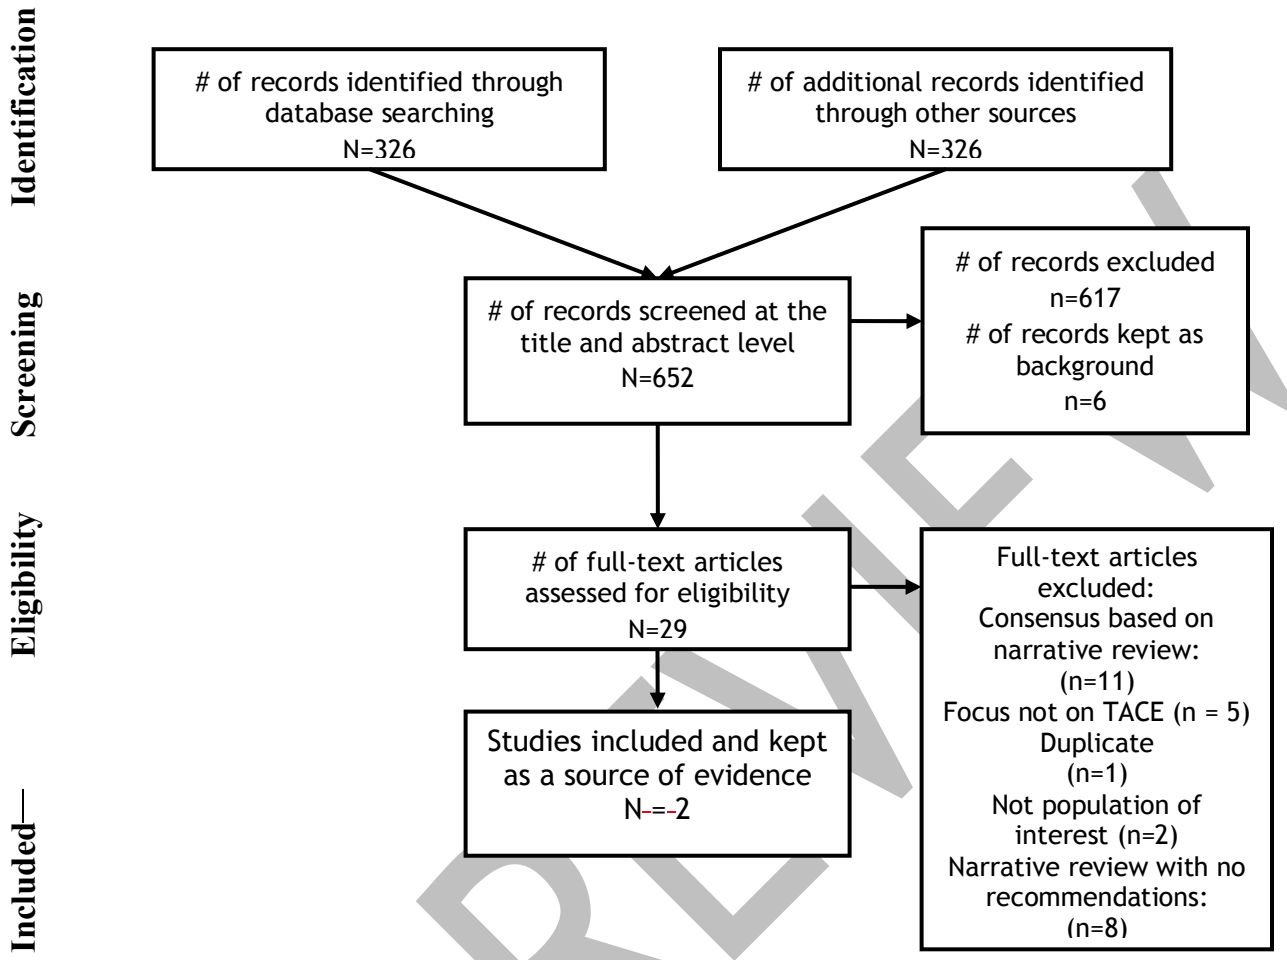 Identification
# of records identified through
database searching
N=326
# of additional records identified
through other sources
N=326
Screening
# of records screened at the
title and abstract level
N=652
# of records excluded
n=617
# of records kept as
background
n=6
Eligibility
# of full-text articles
assessed for eligibility
N=29
Full-text articles
excluded:
Consensus based on
narrative review:
(n=11)
Focus not on TACE (n = 5)
Duplicate
(n=1)
Not population of
interest (n=2)
Narrative review with no
recommendations:
(n=8)
Included
Studies included and kept
as a source of evidence
N = 2
REVIEW